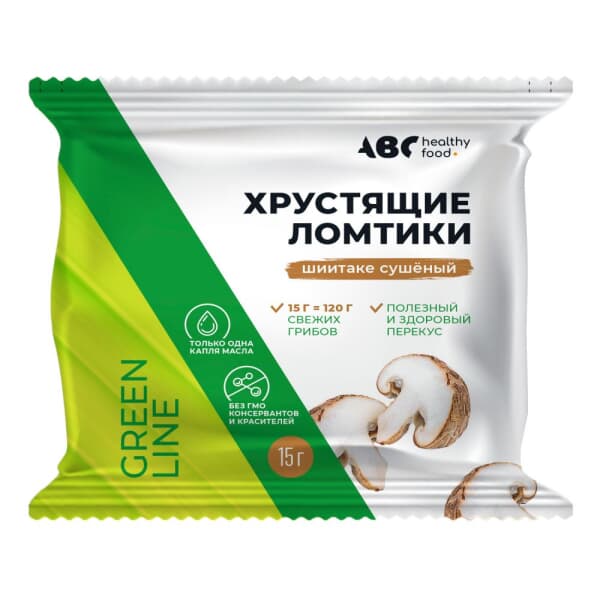 ABC healthy
food.
ХРУСТЯЩИЕ
ЛОМТИКИ
шиитаке сушёный
15 Г = 120 Г
СВЕЖИХ
ГРИБОВ
ПОЛЕЗНЫЙ
И ЗДОРОВЫЙ
ПЕРЕКУС
ТОЛЬКО ОДНА
КАПЛЯ МАСЛА
БЕЗ ГМО
КОНСЕРВАНТОВ
И КРАСИТЕЛЕЙ
GREEN
LINE
15 г